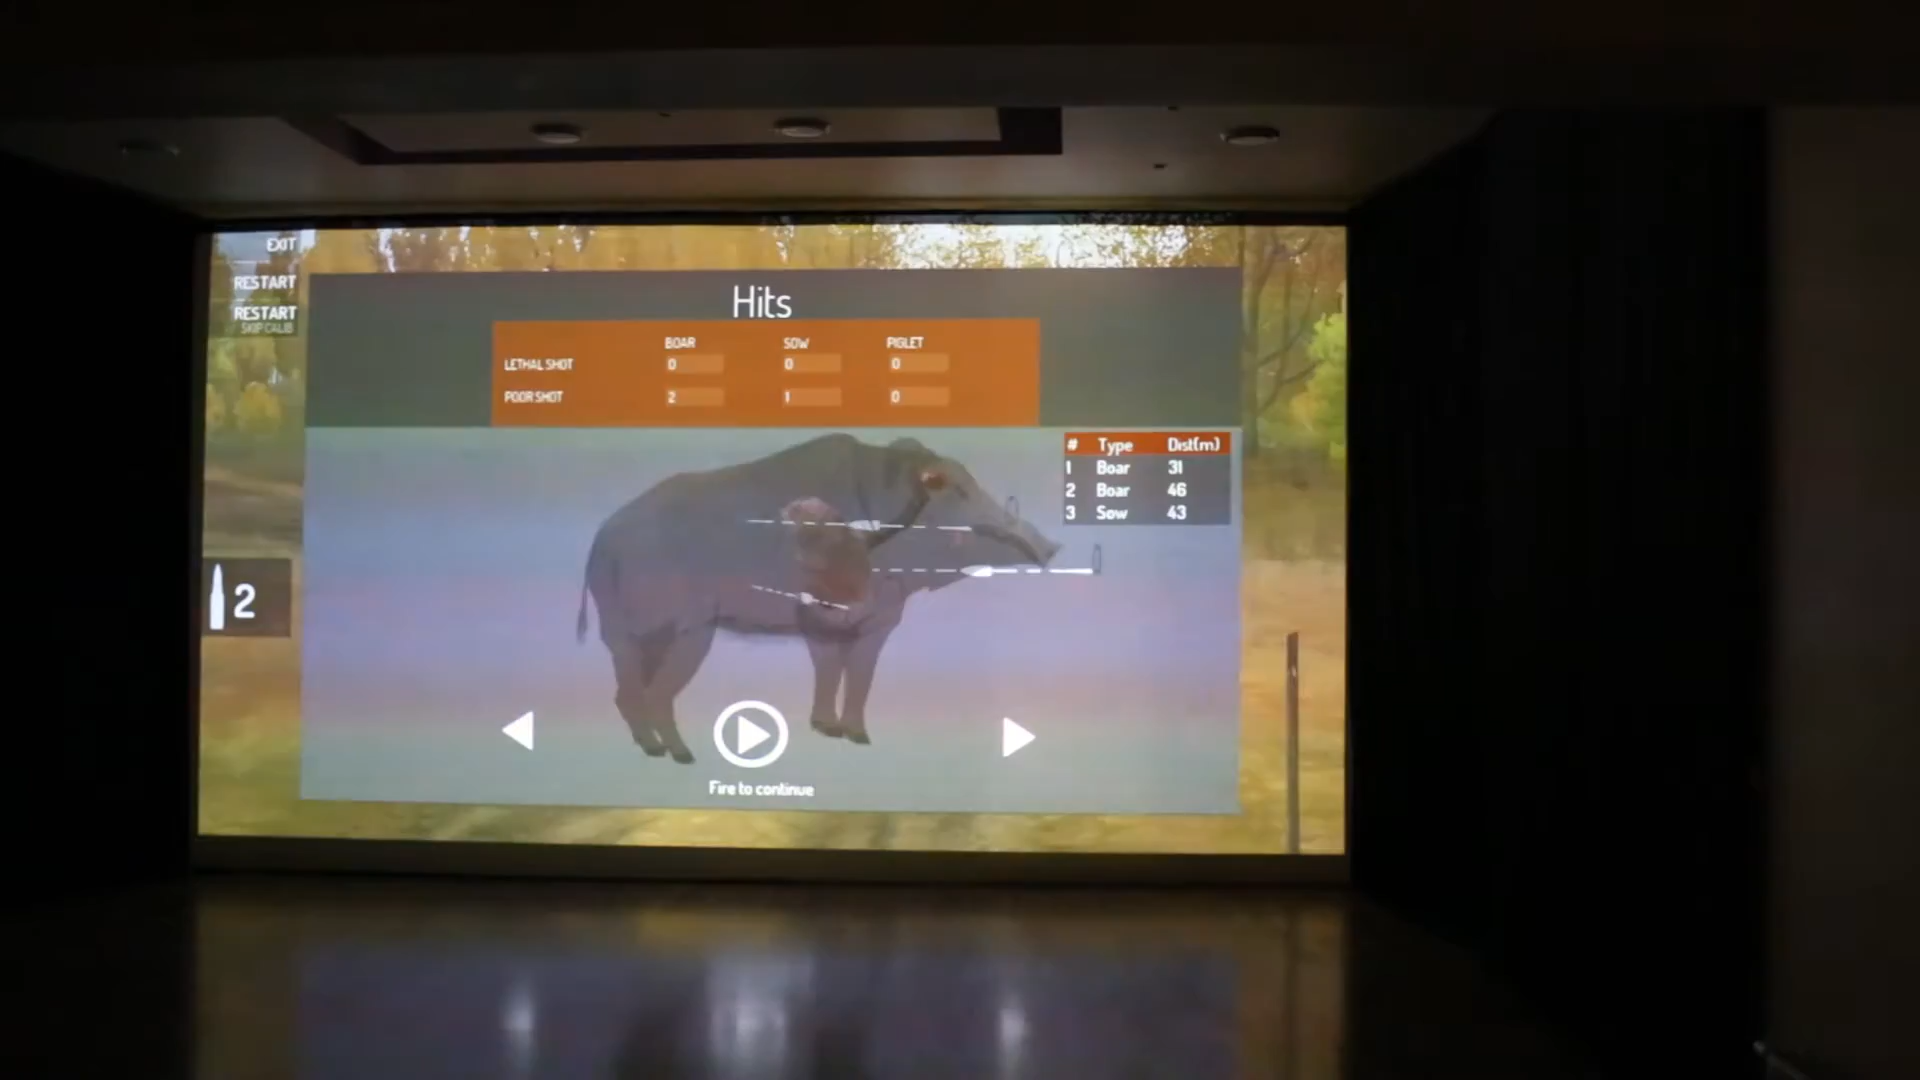 EXIT
RESTART
RESTART
SKIP CALIB
Hits
BOAR SOW PIGLET
LETHAL SHOT 0 0 0
POOR SHOT 2 1 0
# Type Dist(m)
1 Boar 31
2 Boar 46
3 Sow 43
2
Fire to continue